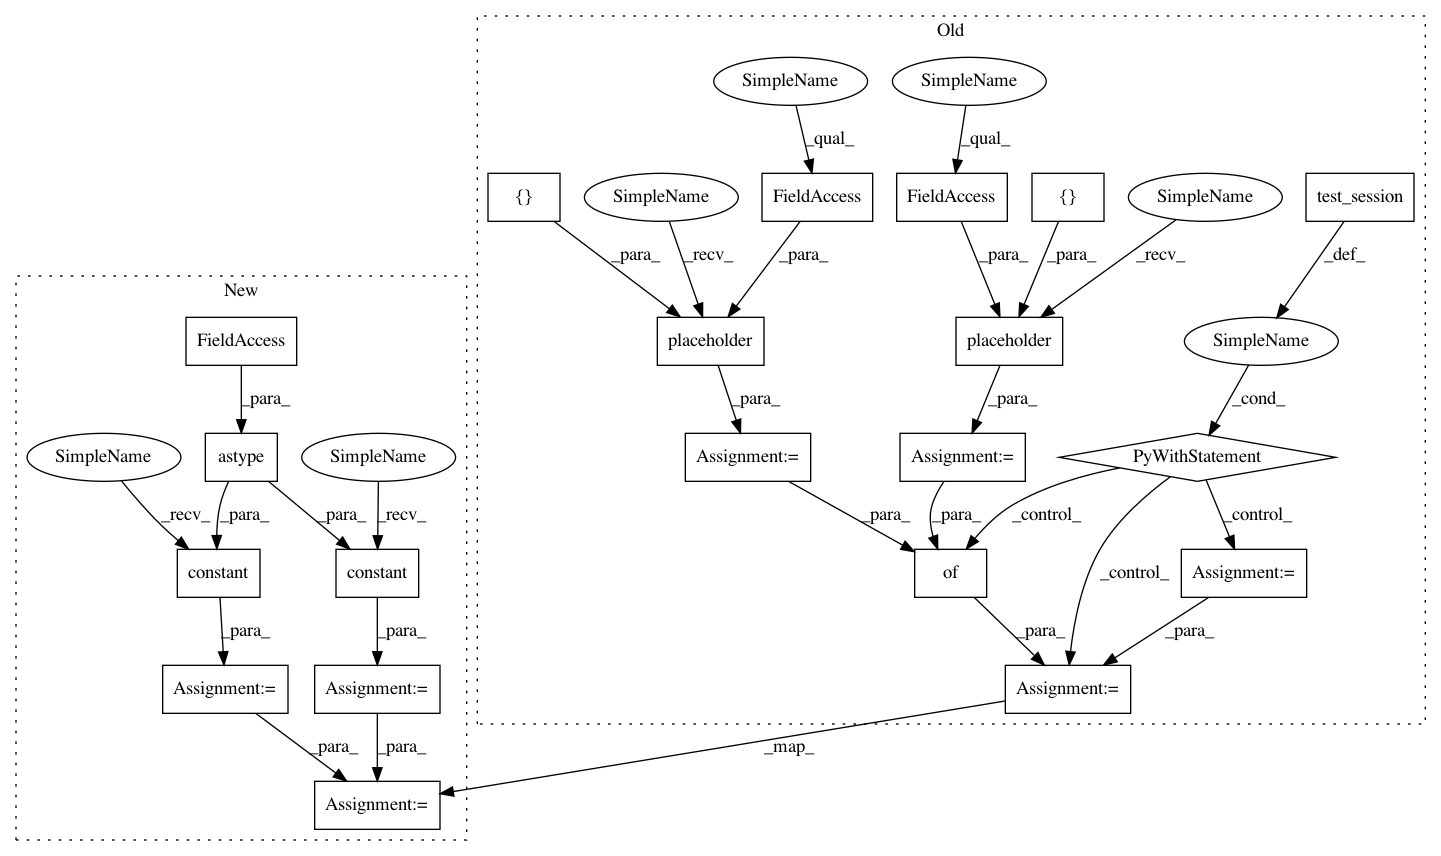 Old
SimpleName
SimpleName
_qual_
_qual_
{}
SimpleName
FieldAccess
FieldAccess
{}
SimpleName
test_session
_para_
_recv_
_para_
_para_
_para_
_recv_
_def_
New
FieldAccess
placeholder
placeholder
SimpleName
_para_
_para_
_para_
_cond_
SimpleName
astype
SimpleName
Assignment:=
Assignment:=
PyWithStatement
_recv_
_para_
_para_
_recv_
_para_
_para_
_control_
_control_
constant
constant
of
_control_
Assignment:=
_para_
_para_
_para_
_para_
Assignment:=
Assignment:=
Assignment:=
_para_
_para_
_map_
Assignment:=